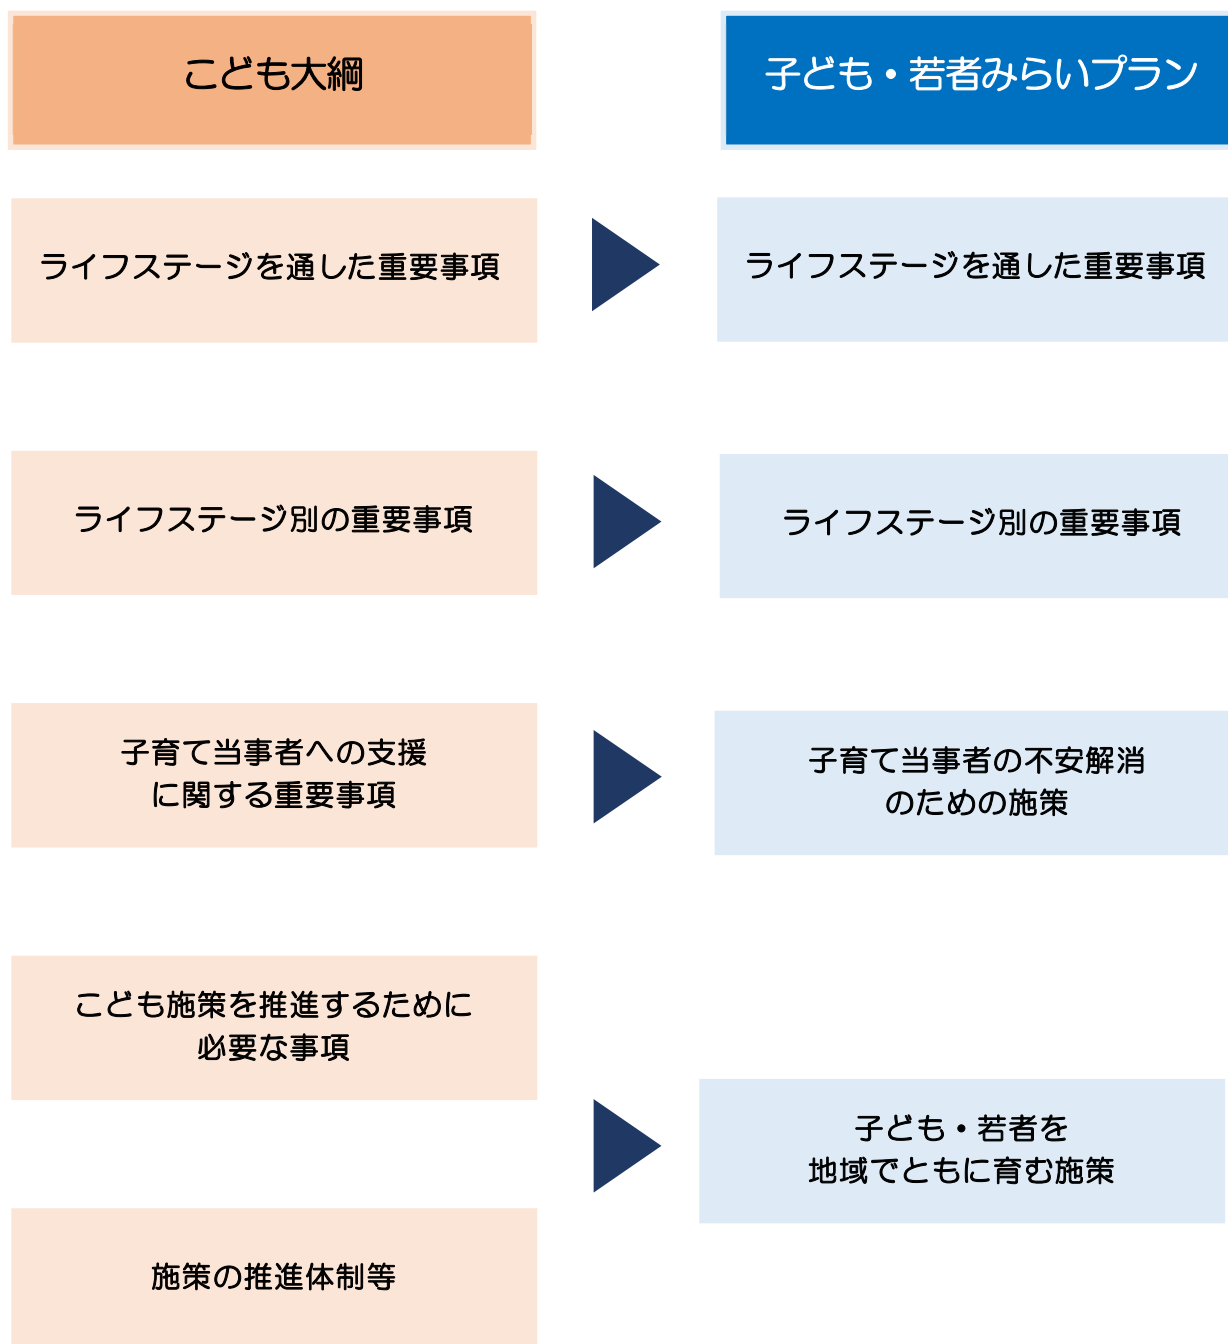 こども大綱
子ども・若者みらいプラン
ライフステージを通した重要事項
ライフステージを通した重要事項
ライフステージ別の重要事項
ライフステージ別の重要事項
子育て当事者への支援
に関する重要事項
子育て当事者の不安解消
のための施策
こども施策を推進するために
必要な事項
子ども・若者を
地域でともに育む施策
施策の推進体制等